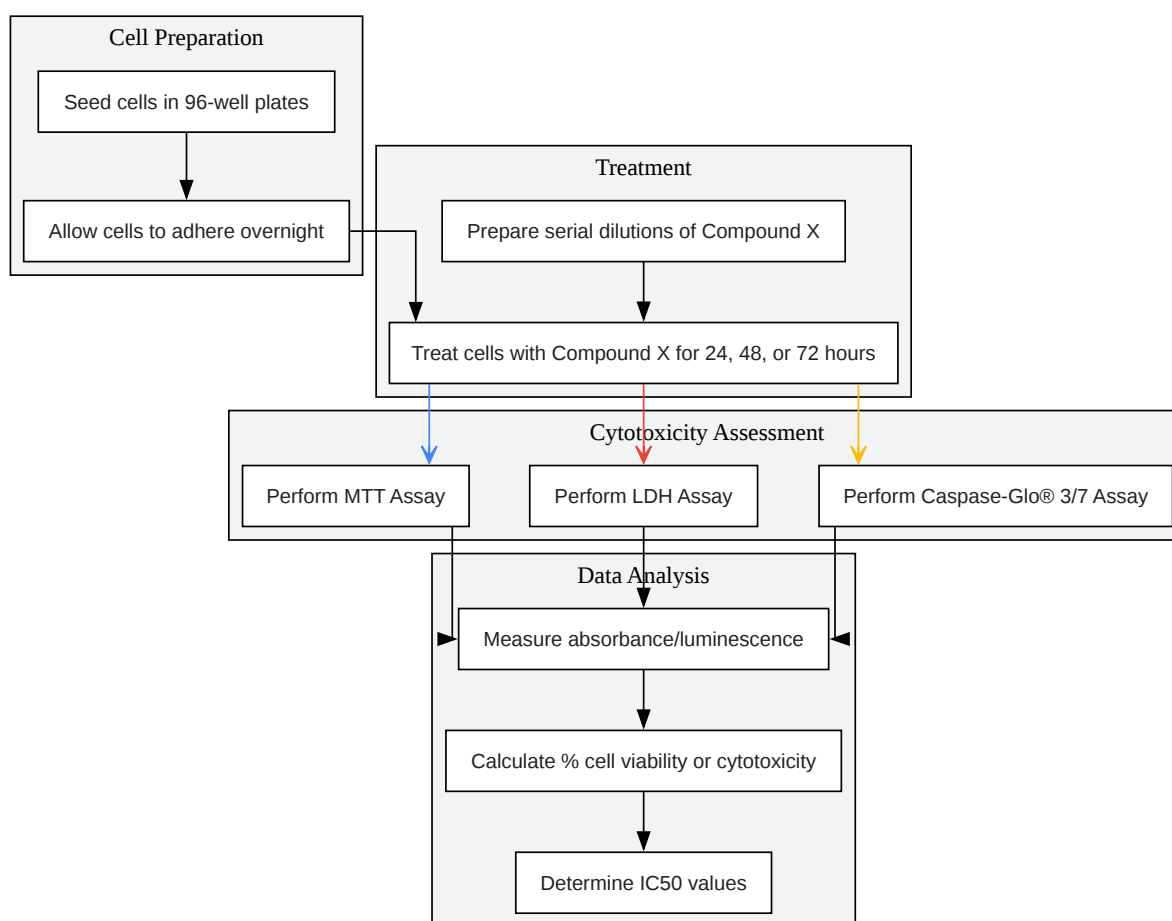 Cell Preparation
Seed cells in 96-well plates
Allow cells to adhere overnight
Treatment
Prepare serial dilutions of Compound X
Treat cells with Compound X for 24, 48, or 72 hours
Cytotoxicity Assessment
Perform MTT Assay
Perform LDH Assay
Perform Caspase-Glo® 3/7 Assay
Data Analysis
Measure absorbance/luminescence
Calculate % cell viability or cytotoxicity
Determine IC50 values